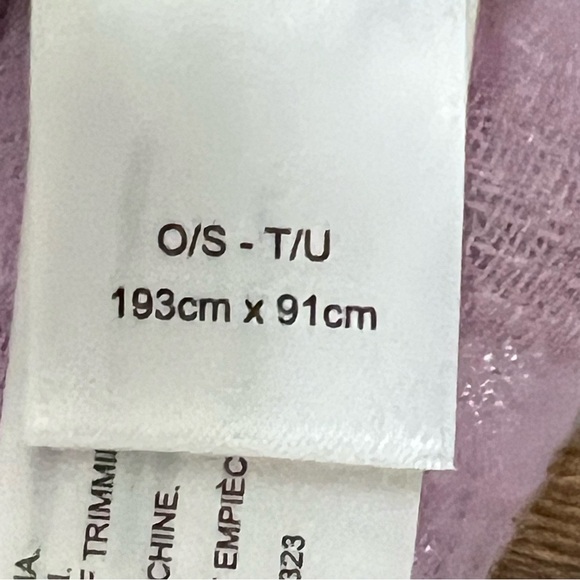 O/S - T/U
193cm x 91cm
TRIMMI
CHINE.
EMPIÈC
323